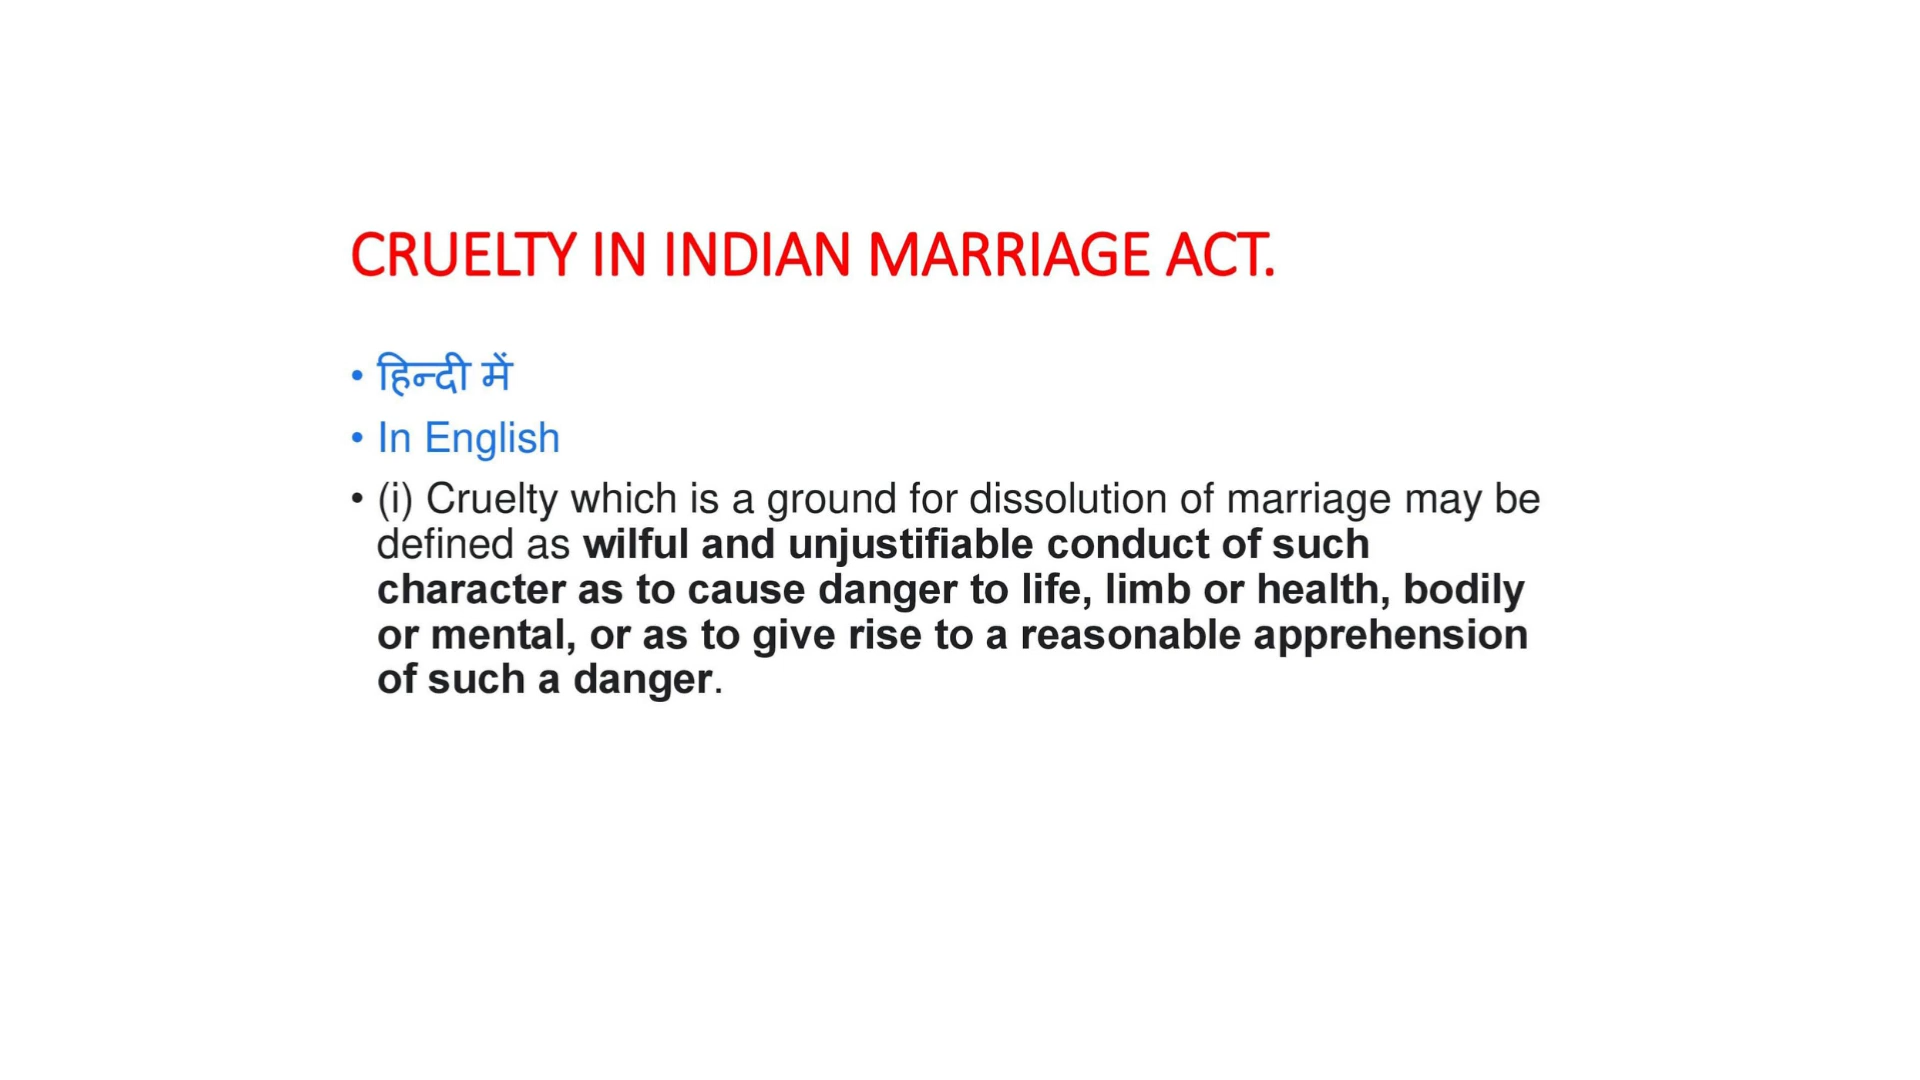 CRUELTY IN INDIAN MARRIAGE ACT.
• हिन्दी में
• In English
• (i) Cruelty which is a ground for dissolution of marriage may be
defined as wilful and unjustifiable conduct of such
character as to cause danger to life, limb or health, bodily
or mental, or as to give rise to a reasonable apprehension
of such a danger.